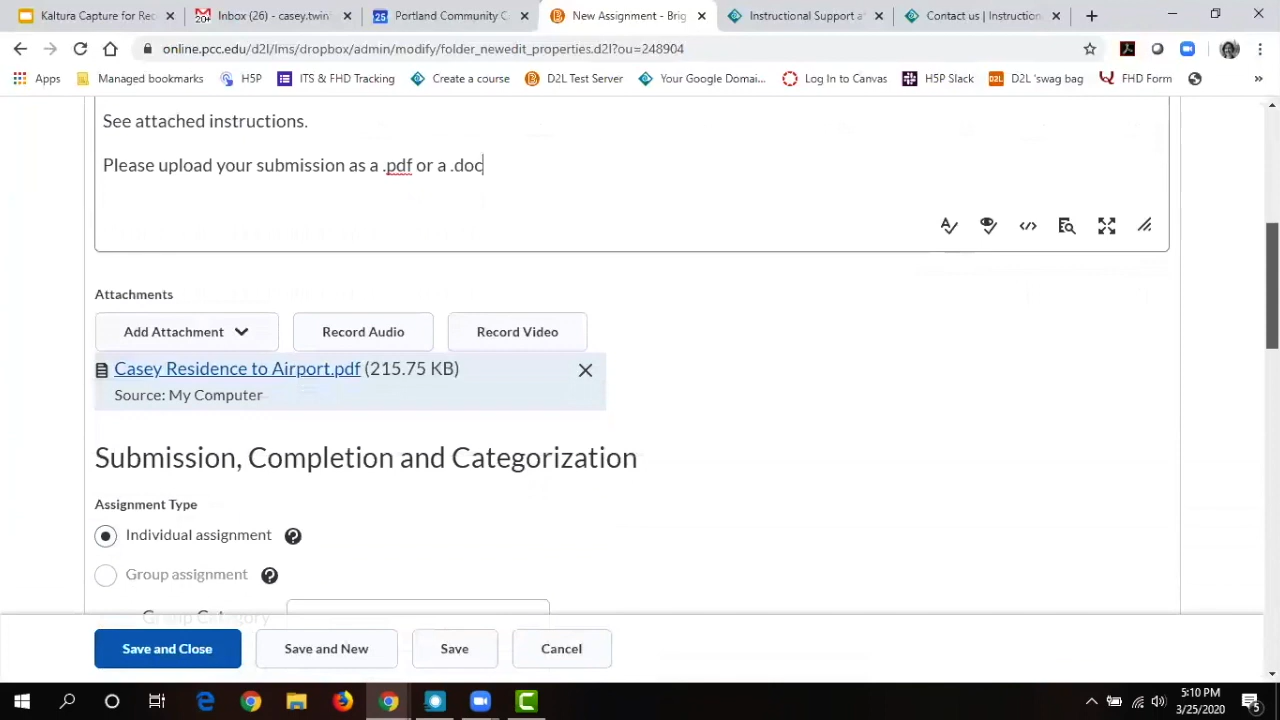 Kaltura Capture for Rec
Inbox (26) - casey.twin
Portland Community C
New Assignment - Brig
Instructional Support a
Contact us | Instruction
online.pcc.edu/d2l/lms/dropbox/admin/modify/folder_newedit_properties.d2l?ou=248904
Apps
Managed bookmarks
H5P
ITS & FHD Tracking
Create a course
D2L Test Server
Your Google Domai...
Log In to Canvas
H5P Slack
D2L 'swag bag
FHD Form
See attached instructions.
Please upload your submission as a .pdf or a .doc
Attachments
Add Attachment
Record Audio
Record Video
Casey Residence to Airport.pdf (215.75 KB)
Source: My Computer
Submission, Completion and Categorization
Assignment Type
Individual assignment
Group assignment
Group Category
Save and Close
Save and New
Save
Cancel
5:10 PM
3/25/2020